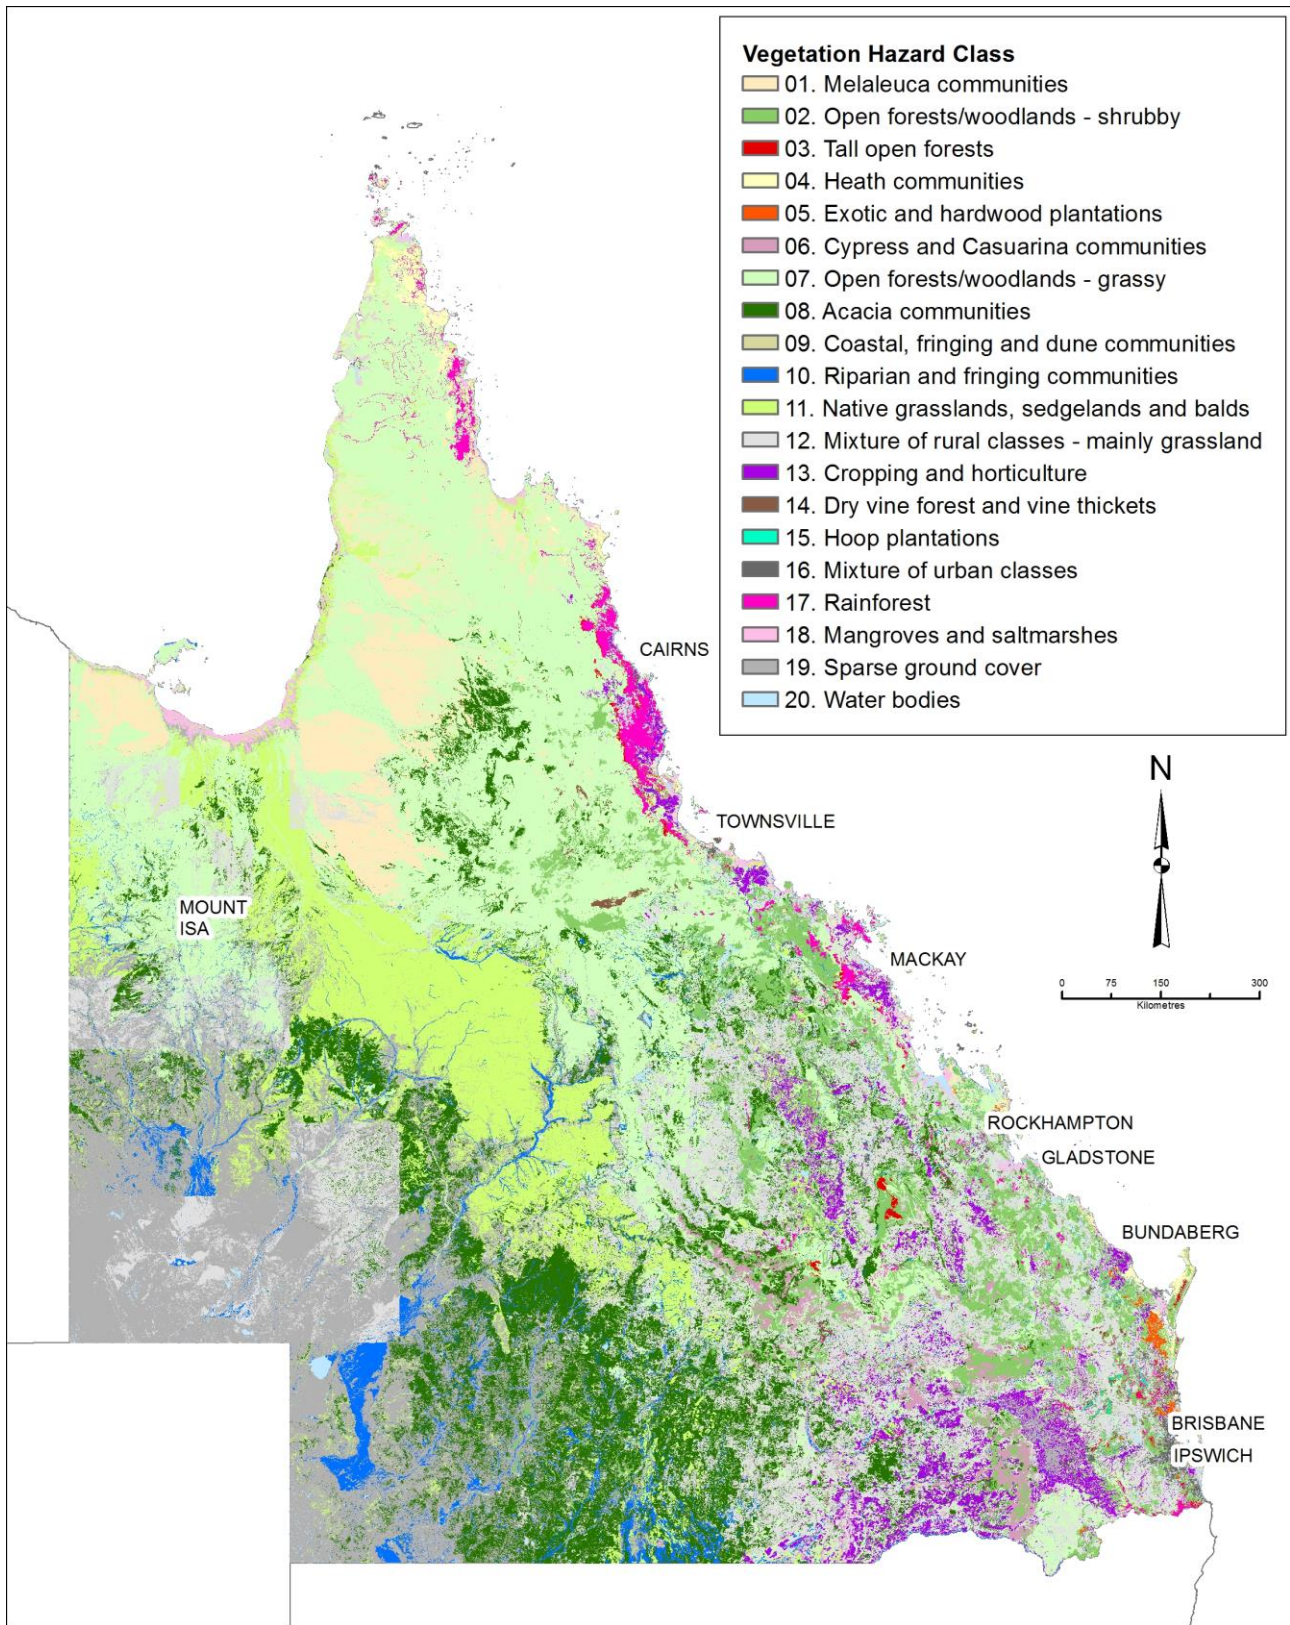 Vegetation Hazard Class
01. Melaleuca communities
02. Open forests/woodlands - shrubby
03. Tall open forests
04. Heath communities
05. Exotic and hardwood plantations
06. Cypress and Casuarina communities
07. Open forests/woodlands - grassy
08. Acacia communities
09. Coastal, fringing and dune communities
10. Riparian and fringing communities
11. Native grasslands, sedgelands and balds
12. Mixture of rural classes - mainly grassland
13. Cropping and horticulture
14. Dry vine forest and vine thickets
15. Hoop plantations
16. Mixture of urban classes
17. Rainforest
18. Mangroves and saltmarshes
19. Sparse ground cover
20. Water bodies
CAIRNS
N
TOWNSVILLE
MOUNT
ISA
MACKAY
0 75 150 300
Kilometres
ROCKHAMPTON
GLADSTONE
BUNDABERG
BRISBANE
IPSWICH